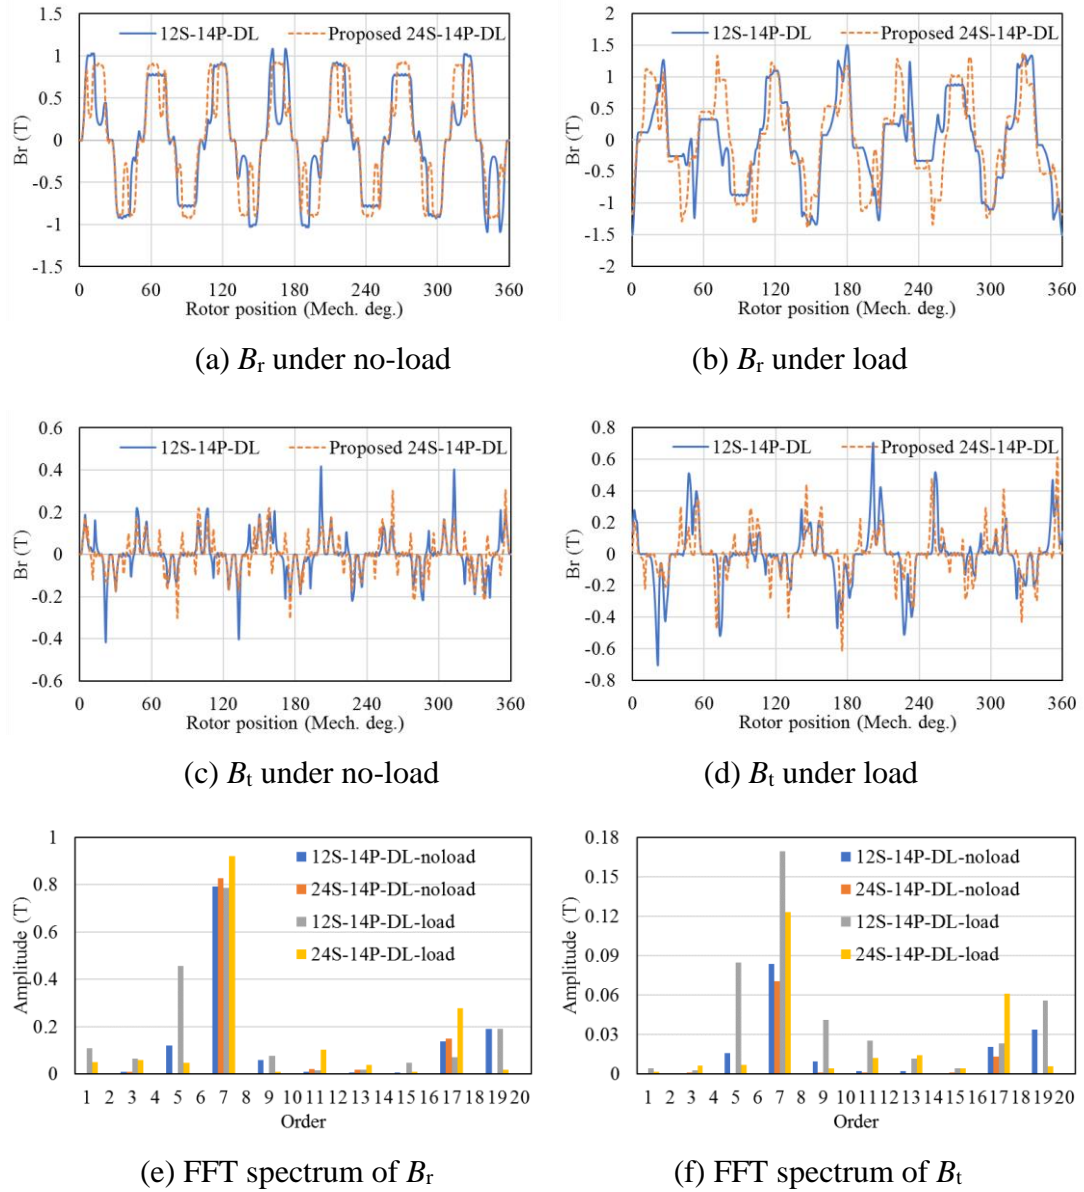 12S-14P-DL Proposed 24S-14P-DL
Br (T)
1.5
1
0.5
0
-0.5
-1
-1.5
0 60 120 180 240 300 360
Rotor position (Mech. deg.)
(a) Br under no-load
12S-14P-DL Proposed 24S-14P-DL
Br (T)
2
1.5
1
0.5
0
-0.5
-1
-1.5
-2
0 60 120 180 240 300 360
Rotor position (Mech. deg.)
(b) Br under load
12S-14P-DL Proposed 24S-14P-DL
Br (T)
0.6
0.4
0.2
0
-0.2
-0.4
-0.6
0 60 120 180 240 300 360
Rotor position (Mech. deg.)
(c) Bt under no-load
12S-14P-DL Proposed 24S-14P-DL
Br (T)
0.8
0.6
0.4
0.2
0
-0.2
-0.4
-0.6
-0.8
0 60 120 180 240 300 360
Rotor position (Mech. deg.)
(d) Bt under load
Amplitude (T)
1
0.8
0.6
0.4
0.2
0
12S-14P-DL-noload
24S-14P-DL-noload
12S-14P-DL-load
24S-14P-DL-load
1 2 3 4 5 6 7 8 9 10 11 12 13 14 15 16 17 18 19 20
Order
(e) FFT spectrum of Br
Amplitude (T)
0.18
0.15
0.12
0.09
0.06
0.03
0
12S-14P-DL-noload
24S-14P-DL-noload
12S-14P-DL-load
24S-14P-DL-load
1 2 3 4 5 6 7 8 9 10 11 12 13 14 15 16 17 18 19 20
Order
(f) FFT spectrum of Bt